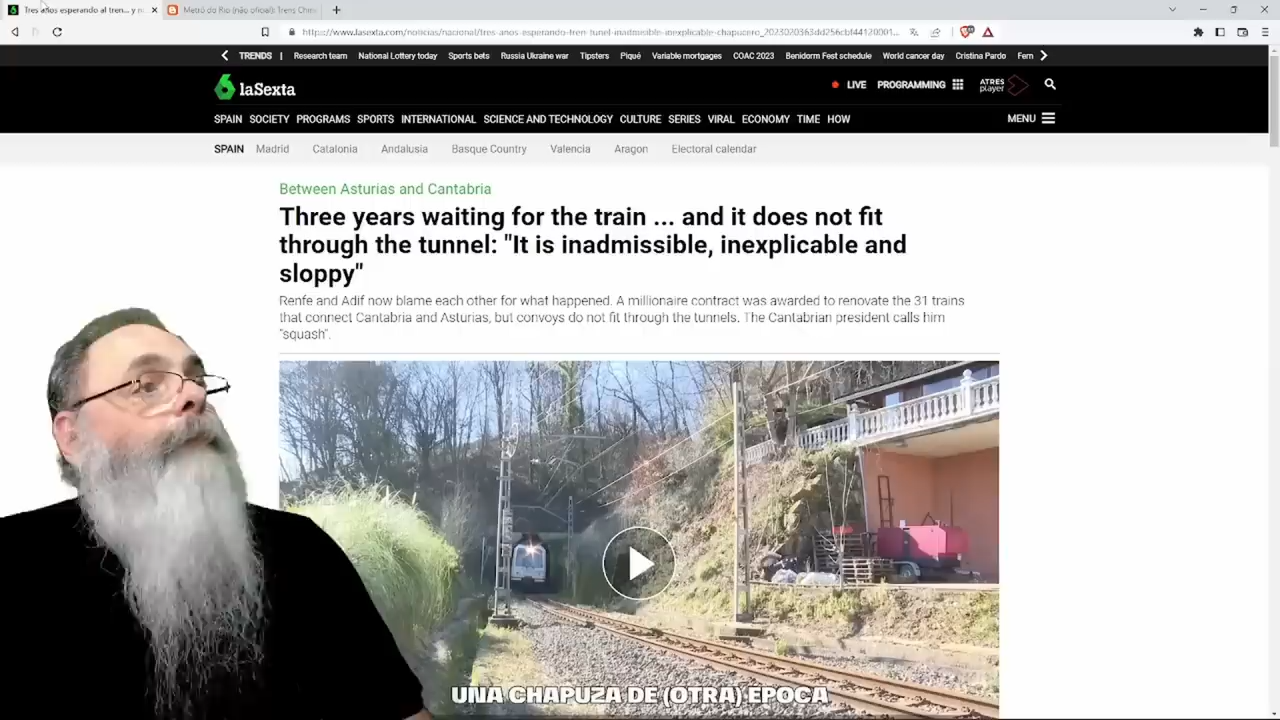 Tres años esperando al tren... y n
Metrô do Rio (não oficial): Trens Chin
http://www.lasexta.com/noticias/nacional/tres-anos-esperando-tren-tunel-inadmisible-inexplicable-chapucero_2023020363dd256cbf44120001...
TRENDS | Research team National Lottery today Sports bets Russia Ukraine war Tipsters Piqué Variable mortgages COAC 2023 Benidorm Fest schedule World cancer day Cristina Pardo Fern
6 laSexta
LIVE PROGRAMMING ATRES player
SPAIN SOCIETY PROGRAMS SPORTS INTERNATIONAL SCIENCE AND TECHNOLOGY CULTURE SERIES VIRAL ECONOMY TIME HOW MENU
SPAIN Madrid Catalonia Andalusia Basque Country Valencia Aragon Electoral calendar
Between Asturias and Cantabria
Three years waiting for the train ... and it does not fit
through the tunnel: "It is inadmissible, inexplicable and
sloppy"
Renfe and Adif now blame each other for what happened. A millionaire contract was awarded to renovate the 31 trains
that connect Cantabria and Asturias, but convoys do not fit through the tunnels. The Cantabrian president calls him
"squash".
UNA CHAPUZA DE (OTRA) EPOCA